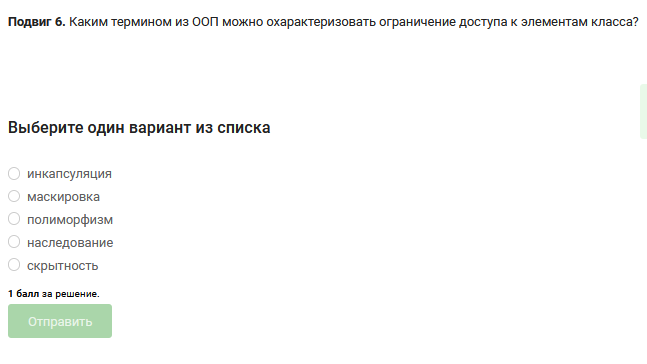 Подвиг 6. Каким термином из ООП можно охарактеризовать ограничение доступа к элементам класса?
Выберите один вариант из списка
инкапсуляция
маскировка
полиморфизм
наследование
скрытность
1 балл за решение.
Отправить